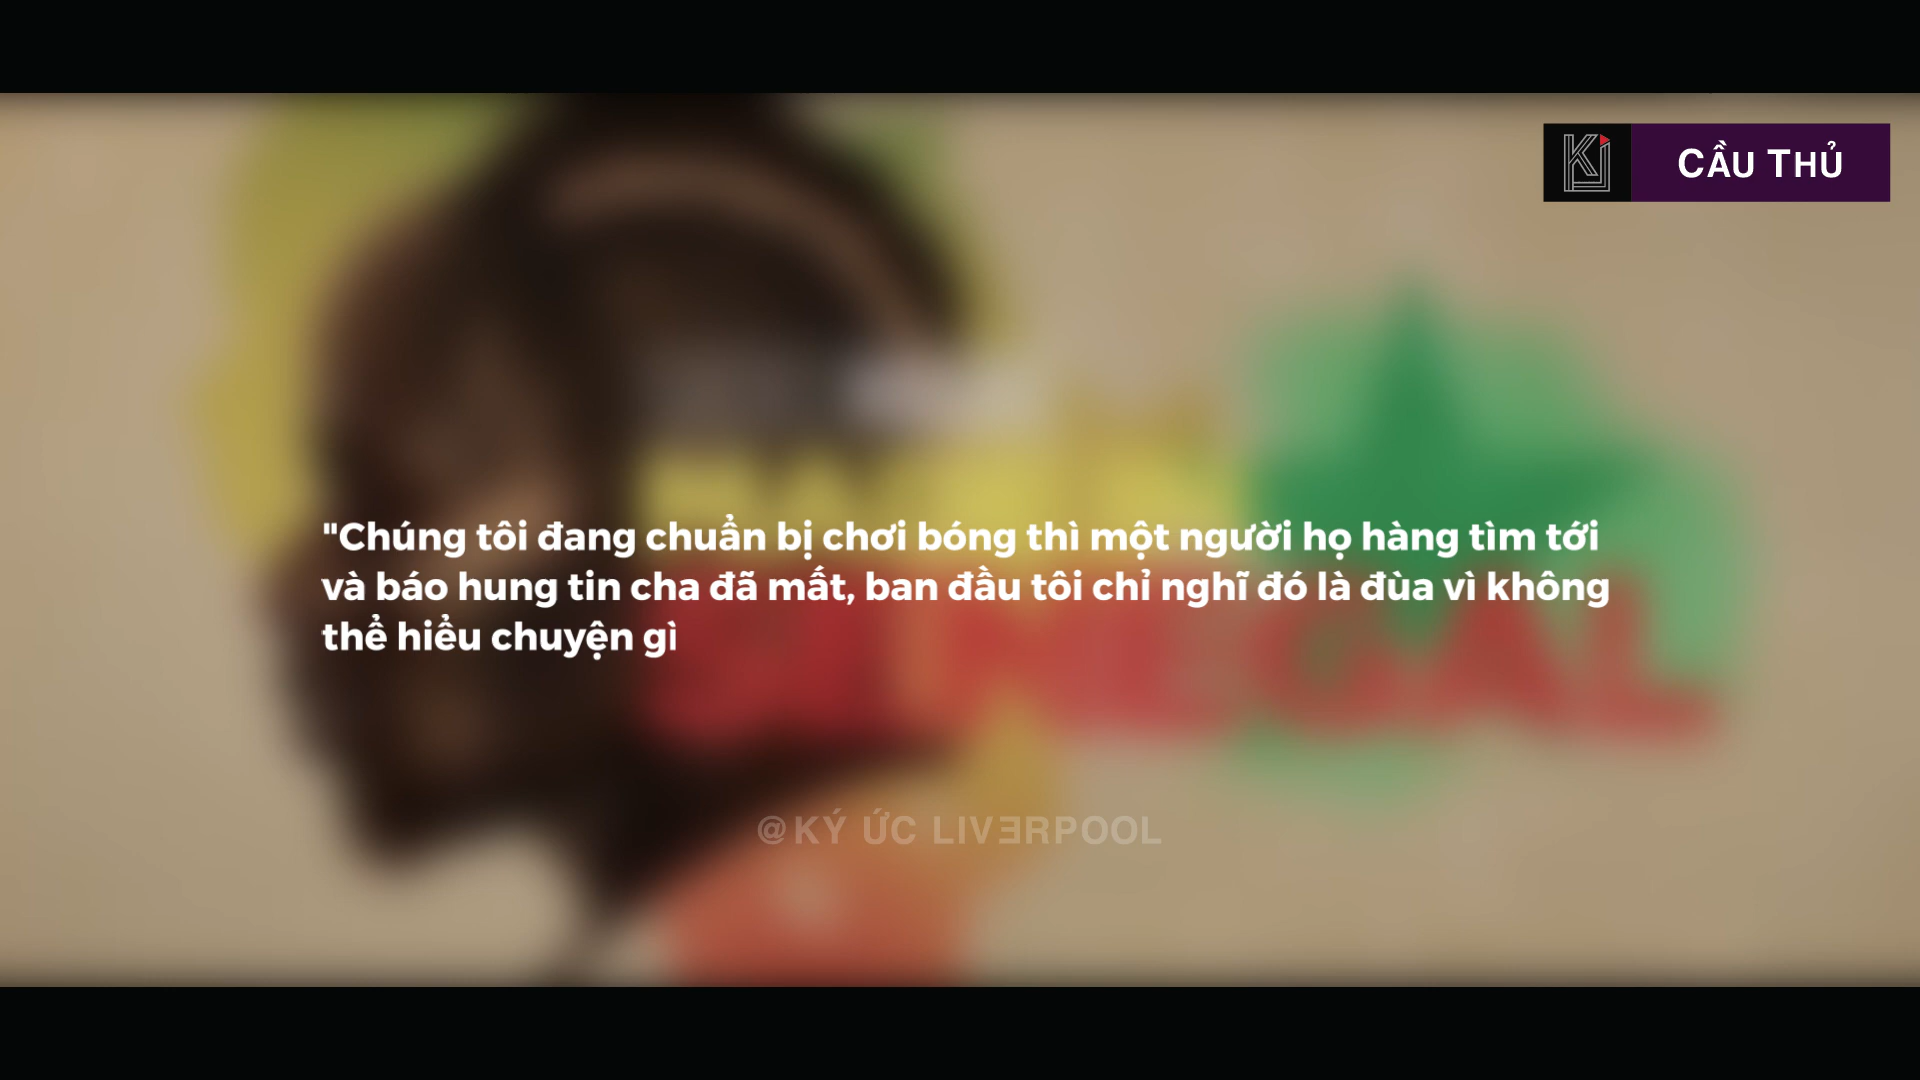 CẦU THỦ
"Chúng tôi đang chuẩn bị chơi bóng thì một người họ hàng tìm tới
và báo hung tin cha đã mất, ban đầu tôi chỉ nghĩ đó là đùa vì không
thể hiểu chuyện gì
@KÝ ỨC LIVƎRPOOL